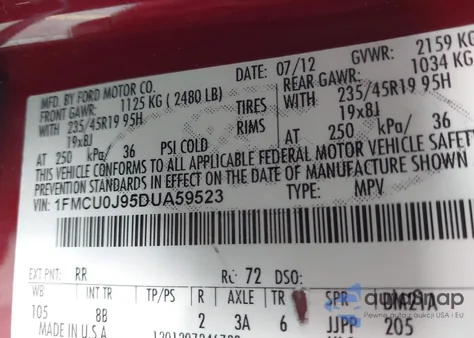 MFD. BY FORD MOTOR CO.
DATE: 07/12 GVWR: 2159 KG
FRONT GAWR: 1125 KG (2480 LB) REAR GAWR: 1034 KG
WITH 235/45R19 95H TIRES WITH 235/45R19 95H
19x8J RIMS 19x8J
AT 250 kPa/ 36 PSI COLD AT 250 kPa/ 36
THIS VEHICLE CONFORMS TO ALL APPLICABLE FEDERAL MOTOR VEHICLE SAFETY
PREVENTION STANDARDS IN EFFECT ON THE DATE OF MANUFACTURE SHOWN
VIN: 1FMCU0J95DUA59523 TYPE: MPV
EXT PNT: RR RC: 72 DSO:
WB INT TR TP/PS R AXLE TR SPR DM21A
105 8B 2 3A 6 JJPP 205
MADE IN U.S.A
autosnap